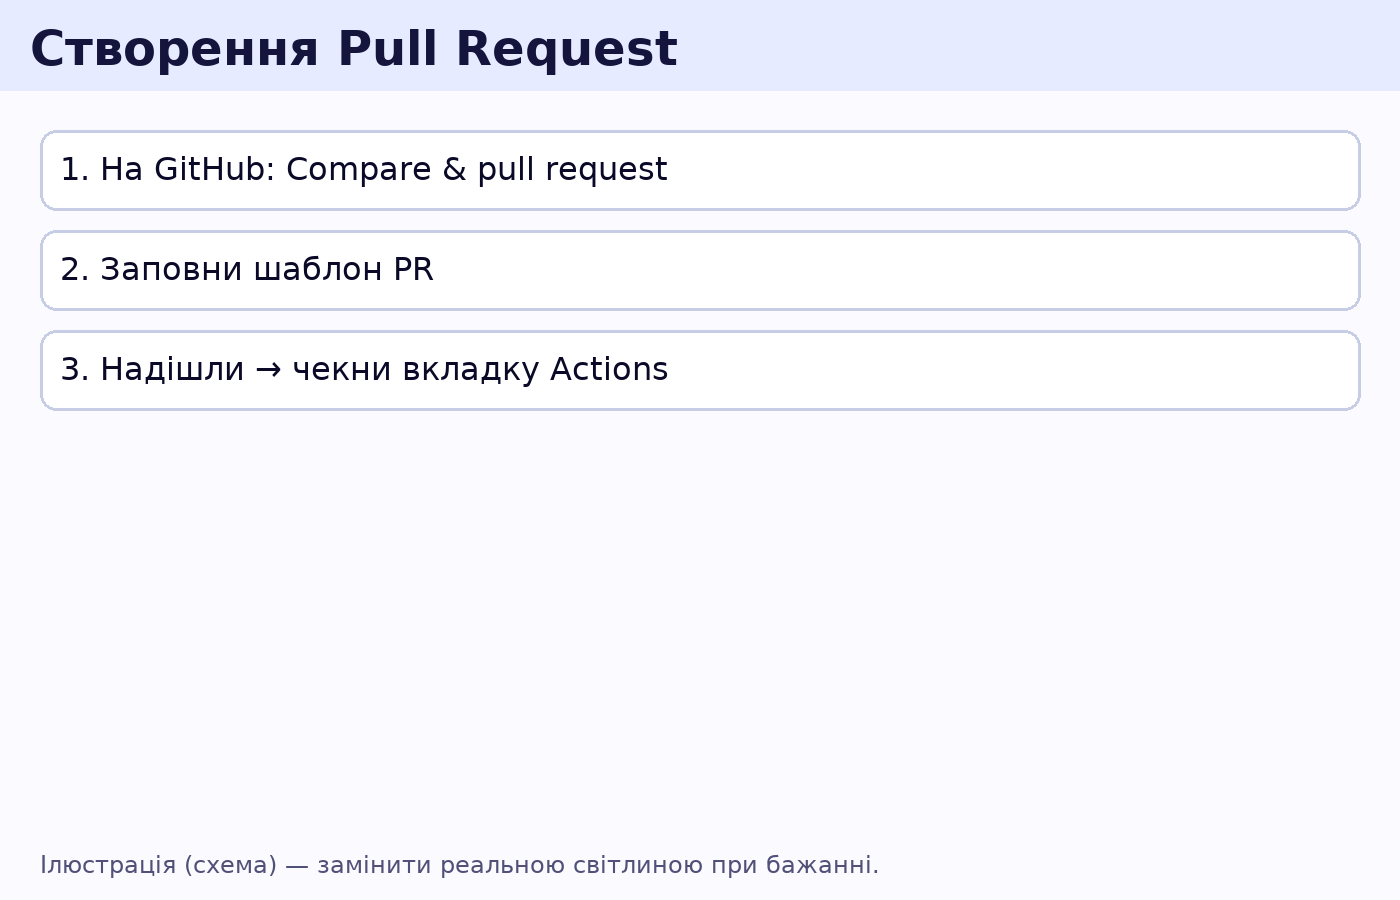 Створення Pull Request
1. На GitHub: Compare & pull request
2. Заповни шаблон PR
3. Надішли → чекни вкладку Actions
Ілюстрація (схема) — замінити реальною світлиною при бажанні.